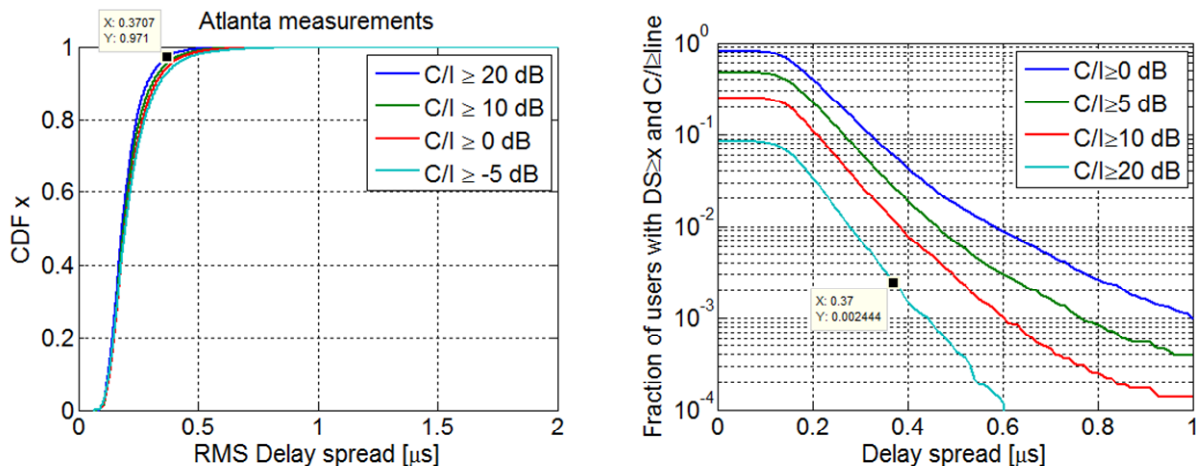 Atlanta measurements
X: 0.3707
Y: 0.971
C/I ≥ 20 dB
C/I ≥ 10 dB
C/I ≥ 0 dB
C/I ≥ -5 dB
CDF x
1
0.8
0.6
0.4
0.2
0
0 0.5 1 1.5 2
RMS Delay spread [μs]
Fraction of users with DS≥x and C/I≥line
10^0
10^-1
10^-2
10^-3
10^-4
C/I≥0 dB
C/I≥5 dB
C/I≥10 dB
C/I≥20 dB
X: 0.37
Y: 0.002444
0 0.2 0.4 0.6 0.8 1
Delay spread [μs]